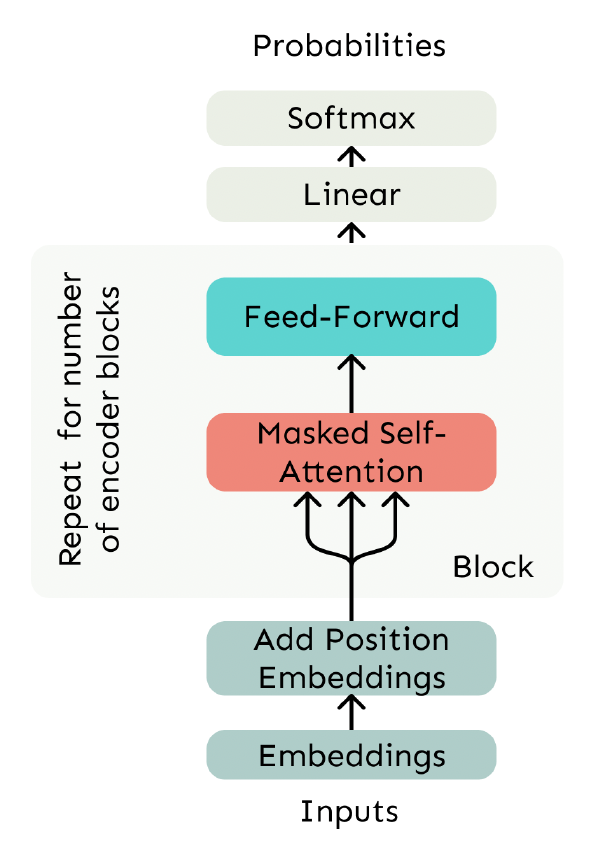 Probabilities
Softmax
Linear
Repeat for number
of encoder blocks
Feed-Forward
Masked Self-
Attention
Block
Add Position
Embeddings
Embeddings
Inputs